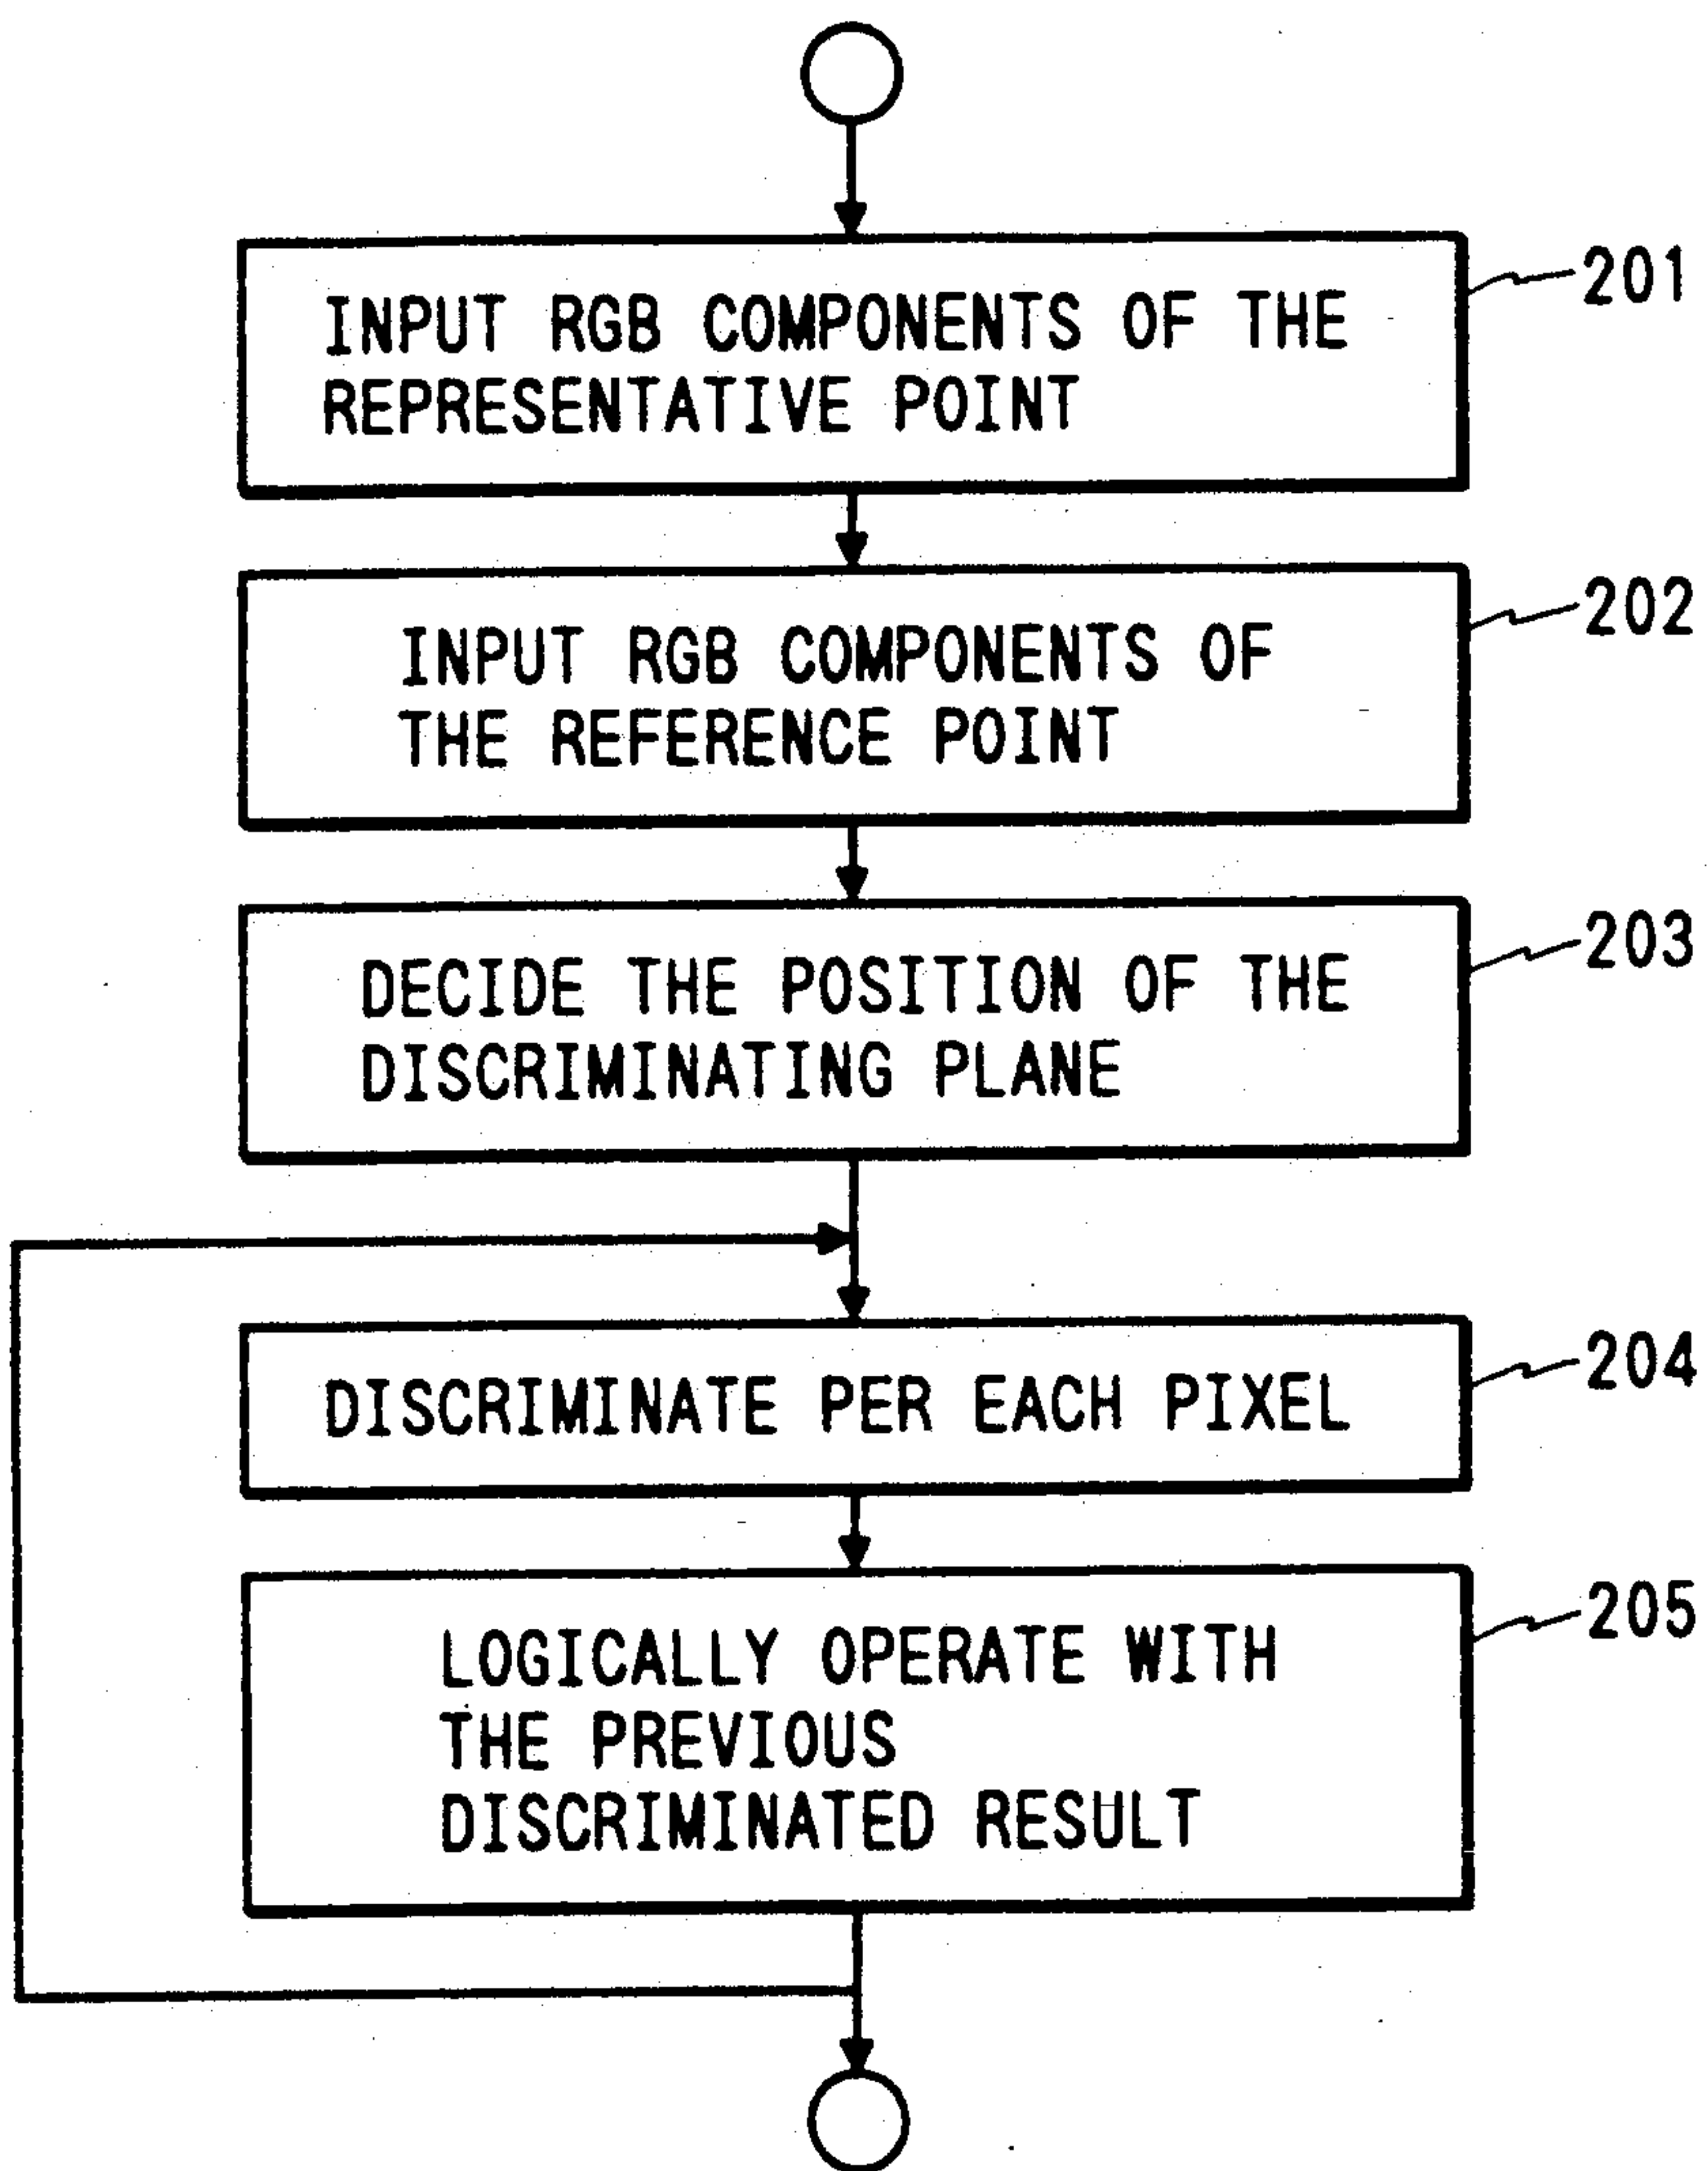 INPUT RGB COMPONENTS OF THE
REPRESENTATIVE POINT
201
INPUT RGB COMPONENTS OF
THE REFERENCE POINT
202
DECIDE THE POSITION OF THE
DISCRIMINATING PLANE
203
DISCRIMINATE PER EACH PIXEL
204
LOGICALLY OPERATE WITH
THE PREVIOUS
DISCRIMINATED RESULT
205